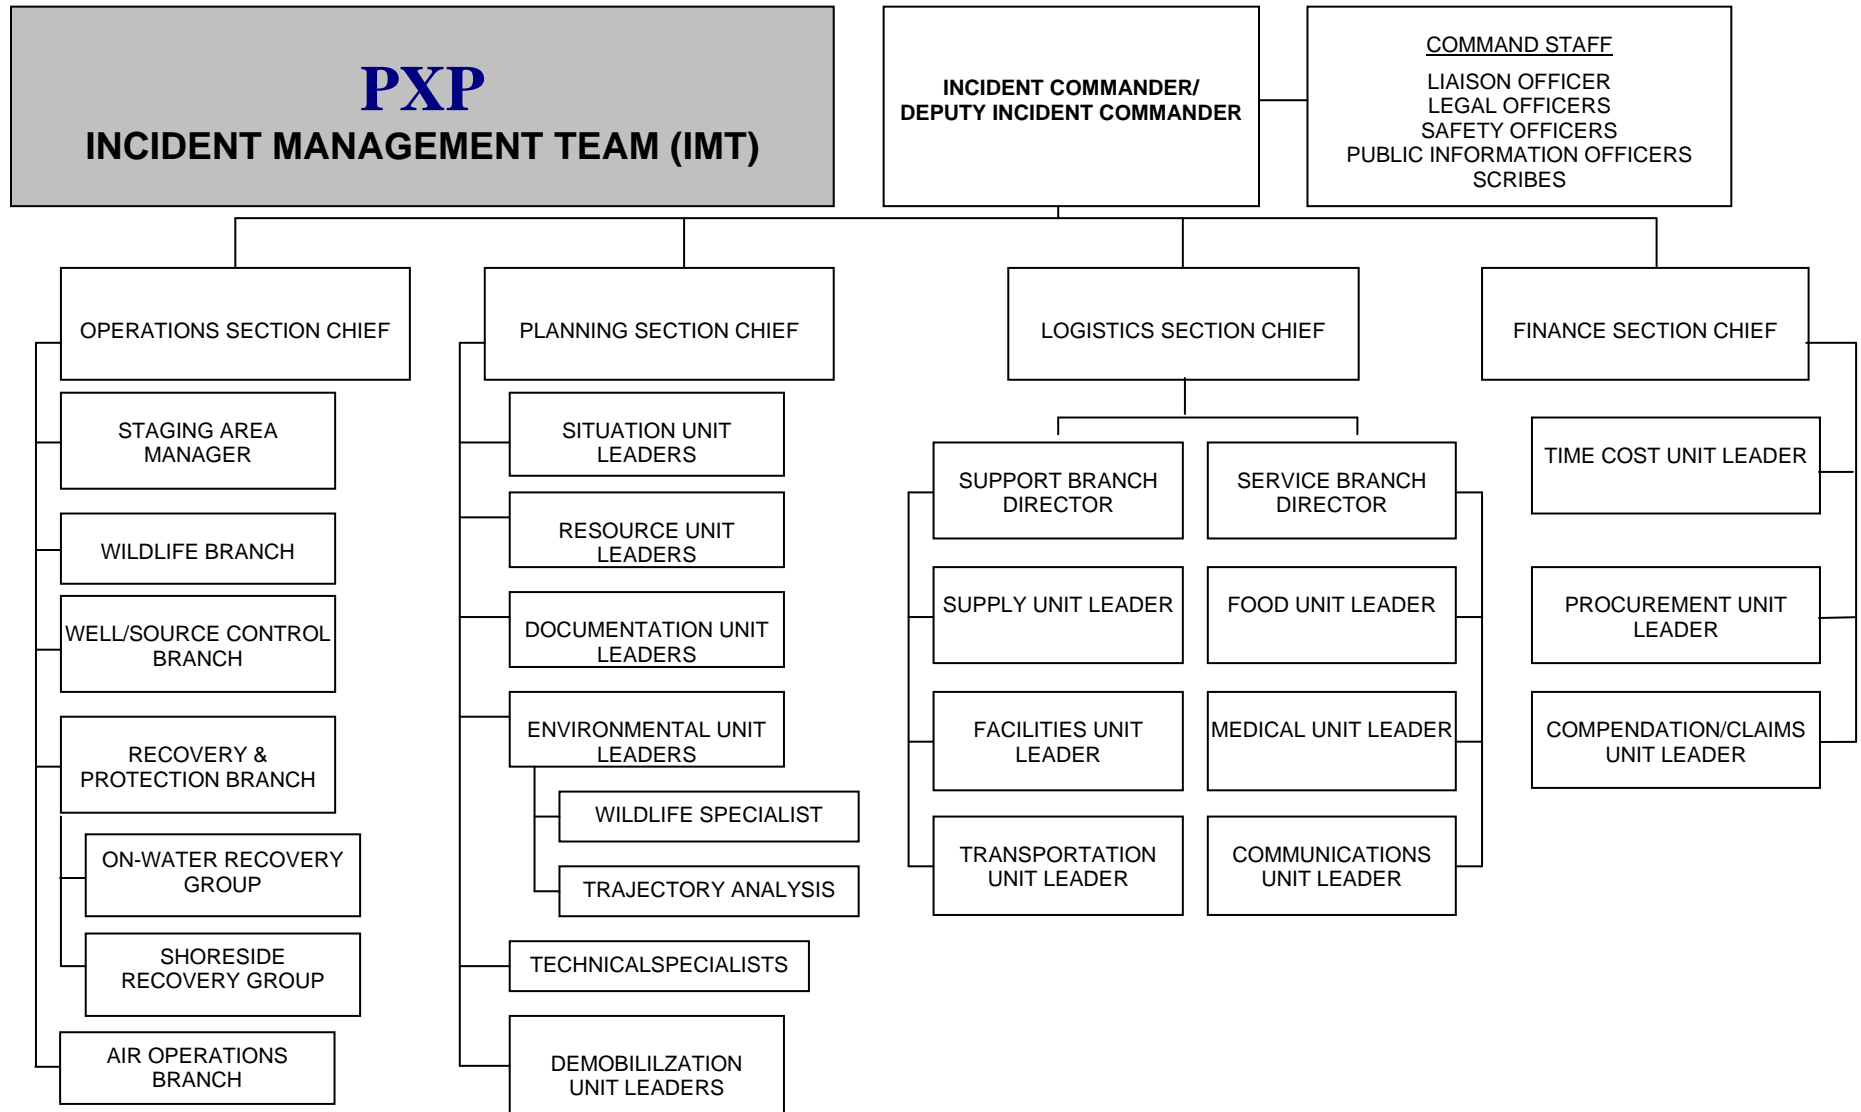 PXP
INCIDENT MANAGEMENT TEAM (IMT)
INCIDENT COMMANDER/
DEPUTY INCIDENT COMMANDER
COMMAND STAFF
LIAISON OFFICER
LEGAL OFFICERS
SAFETY OFFICERS
PUBLIC INFORMATION OFFICERS
SCRIBES
OPERATIONS SECTION CHIEF
STAGING AREA
MANAGER
WILDLIFE BRANCH
WELL/SOURCE CONTROL
BRANCH
RECOVERY &
PROTECTION BRANCH
ON-WATER RECOVERY
GROUP
SHORESIDE
RECOVERY GROUP
AIR OPERATIONS
BRANCH
PLANNING SECTION CHIEF
SITUATION UNIT
LEADERS
RESOURCE UNIT
LEADERS
DOCUMENTATION UNIT
LEADERS
ENVIRONMENTAL UNIT
LEADERS
WILDLIFE SPECIALIST
TRAJECTORY ANALYSIS
TECHNICALSPECIALISTS
DEMOBILILZATION
UNIT LEADERS
LOGISTICS SECTION CHIEF
SUPPORT BRANCH
DIRECTOR
SUPPLY UNIT LEADER
FACILITIES UNIT
LEADER
TRANSPORTATION
UNIT LEADER
SERVICE BRANCH
DIRECTOR
FOOD UNIT LEADER
MEDICAL UNIT LEADER
COMMUNICATIONS
UNIT LEADER
FINANCE SECTION CHIEF
TIME COST UNIT LEADER
PROCUREMENT UNIT
LEADER
COMPENDATION/CLAIMS
UNIT LEADER